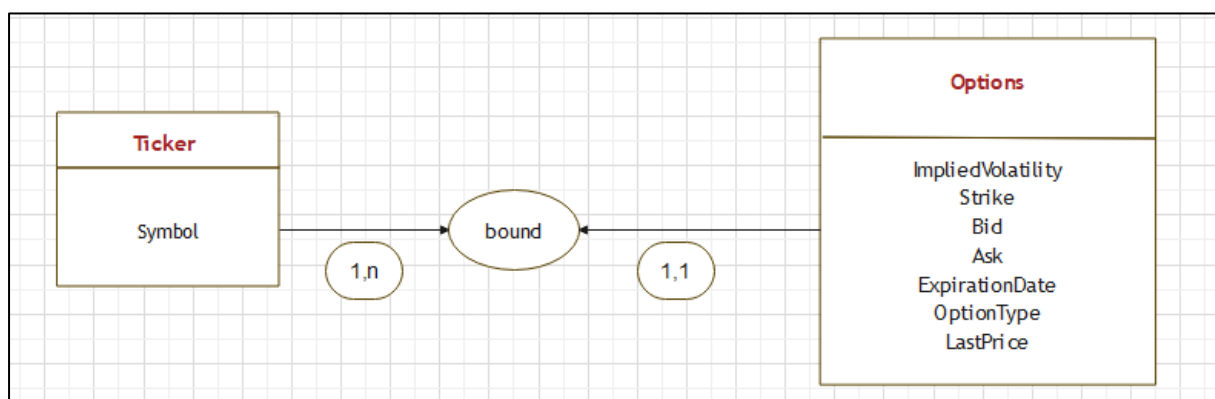 Ticker
Symbol
1,n
bound
1,1
Options
ImpliedVolatility
Strike
Bid
Ask
ExpirationDate
OptionType
LastPrice